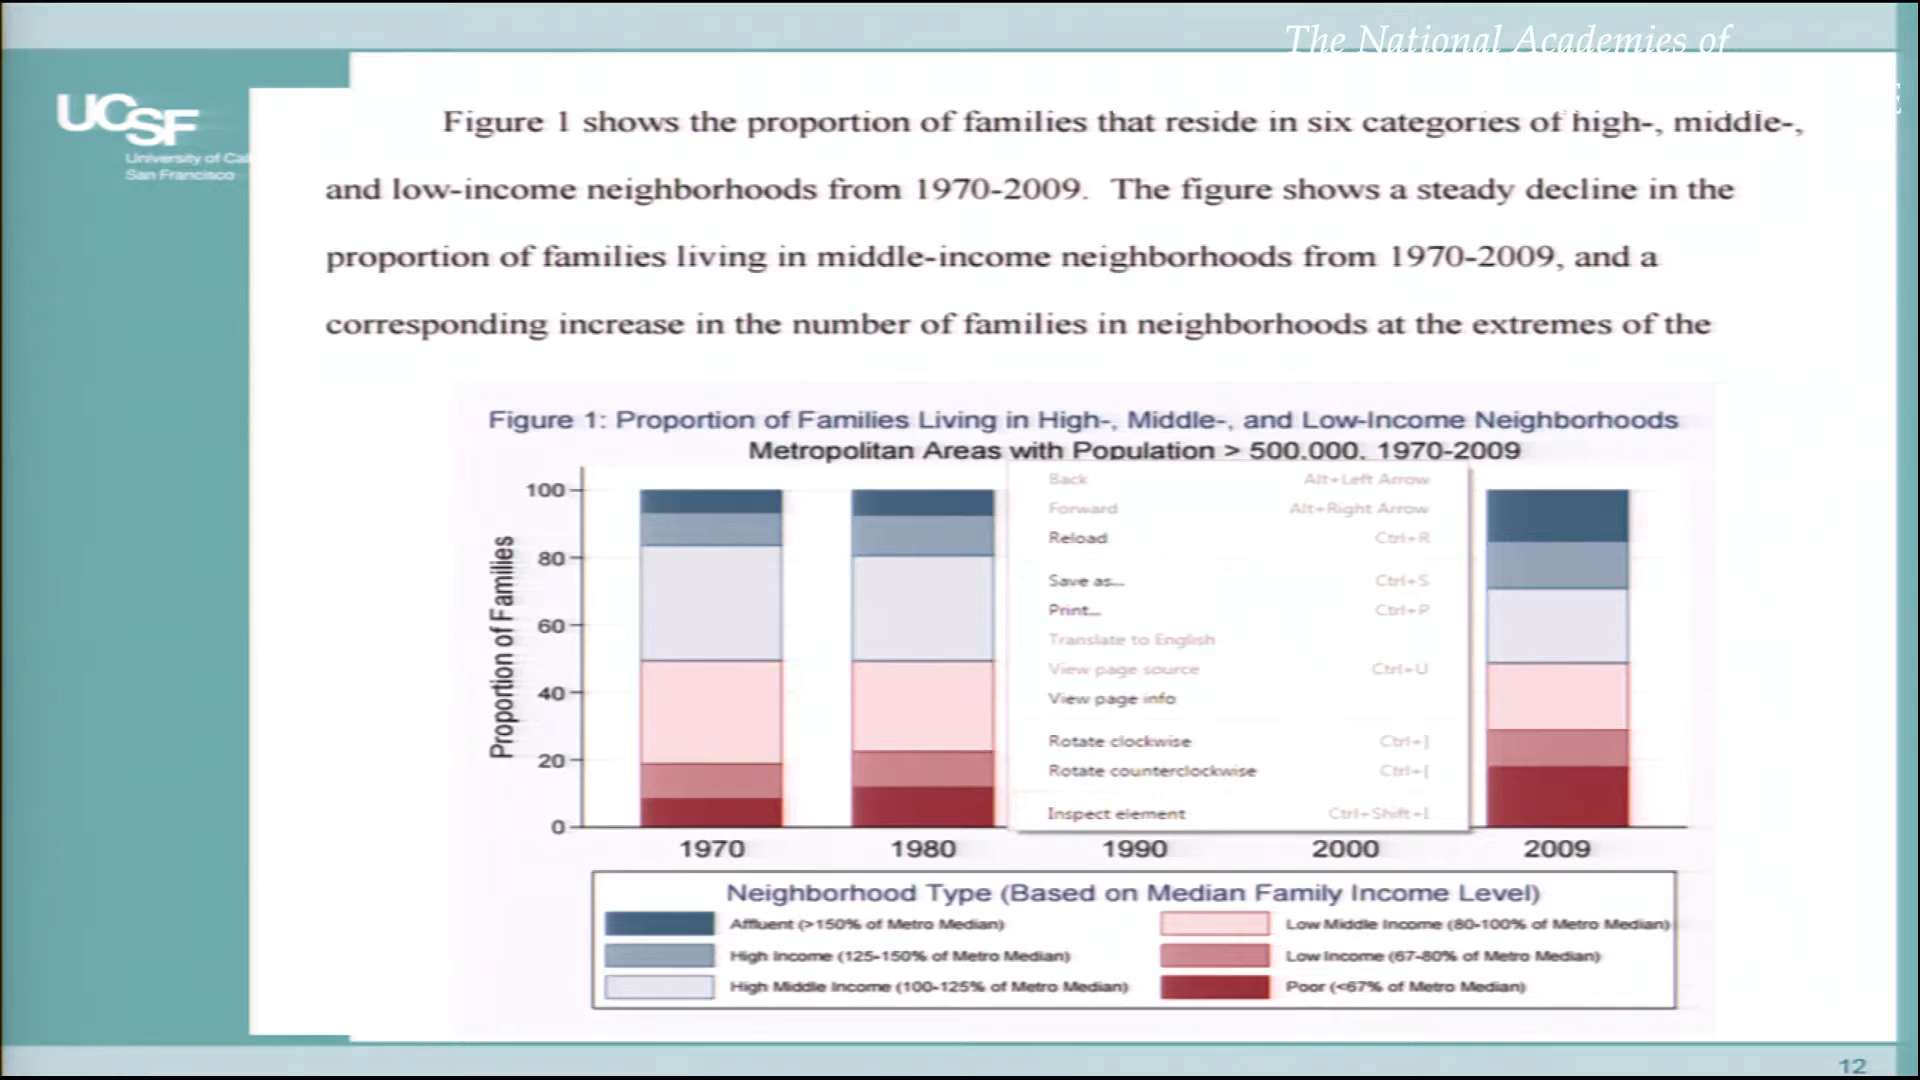 The National Academies of
E
UCSF
University of Cal
San Francisco
Figure 1 shows the proportion of families that reside in six categories of high-, middle-,
and low-income neighborhoods from 1970-2009. The figure shows a steady decline in the
proportion of families living in middle-income neighborhoods from 1970-2009, and a
corresponding increase in the number of families in neighborhoods at the extremes of the
Figure 1: Proportion of Families Living in High-, Middle-, and Low-Income Neighborhoods
Metropolitan Areas with Population > 500,000, 1970-2009
Proportion of Families
100
80
60
40
20
0
Back Alt+Left Arrow
Forward Alt+Right Arrow
Reload Ctrl+R
Save as... Ctrl+S
Print... Ctrl+P
Translate to English
View page source Ctrl+U
View page info
Rotate clockwise Ctrl+]
Rotate counterclockwise Ctrl+[
Inspect element Ctrl+Shift+I
1970 1980 1990 2000 2009
Neighborhood Type (Based on Median Family Income Level)
Affluent (>150% of Metro Median) Low Middle Income (80-100% of Metro Median)
High Income (125-150% of Metro Median) Low Income (67-80% of Metro Median)
High Middle Income (100-125% of Metro Median) Poor (<67% of Metro Median)
12